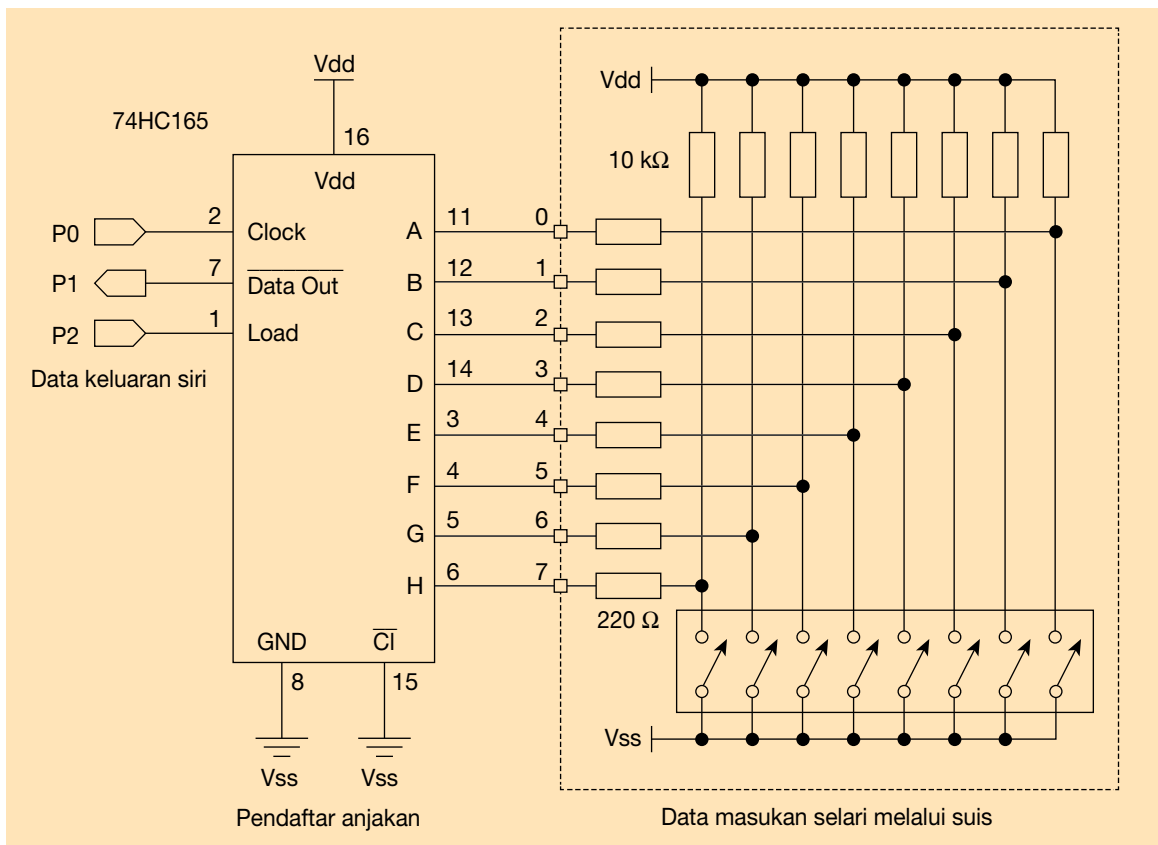 Vdd
74HC165
16
Vdd
Vdd
10 kΩ
P0
2
Clock
A
11
0
P1
7
Data Out
B
12
1
P2
1
Load
C
13
2
Data keluaran siri
D
14
3
E
3
4
F
4
5
G
5
6
H
6
7
220 Ω
GND
CI
8
15
Vss
Vss
Vss
Pendaftar anjakan
Data masukan selari melalui suis